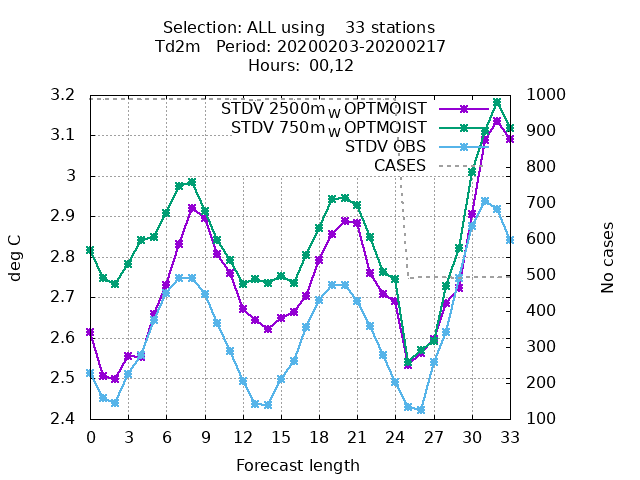 Selection: ALL using    33 stations
Td2m   Period: 20200203-20200217
Hours:  00,12
STDV 2500m_W OPTMOIST
STDV 750m_W OPTMOIST
STDV OBS
CASES
deg C
No cases
3.2
3.1
3
2.9
2.8
2.7
2.6
2.5
2.4
1000
900
800
700
600
500
400
300
200
100
0 3 6 9 12 15 18 21 24 27 30 33
Forecast length